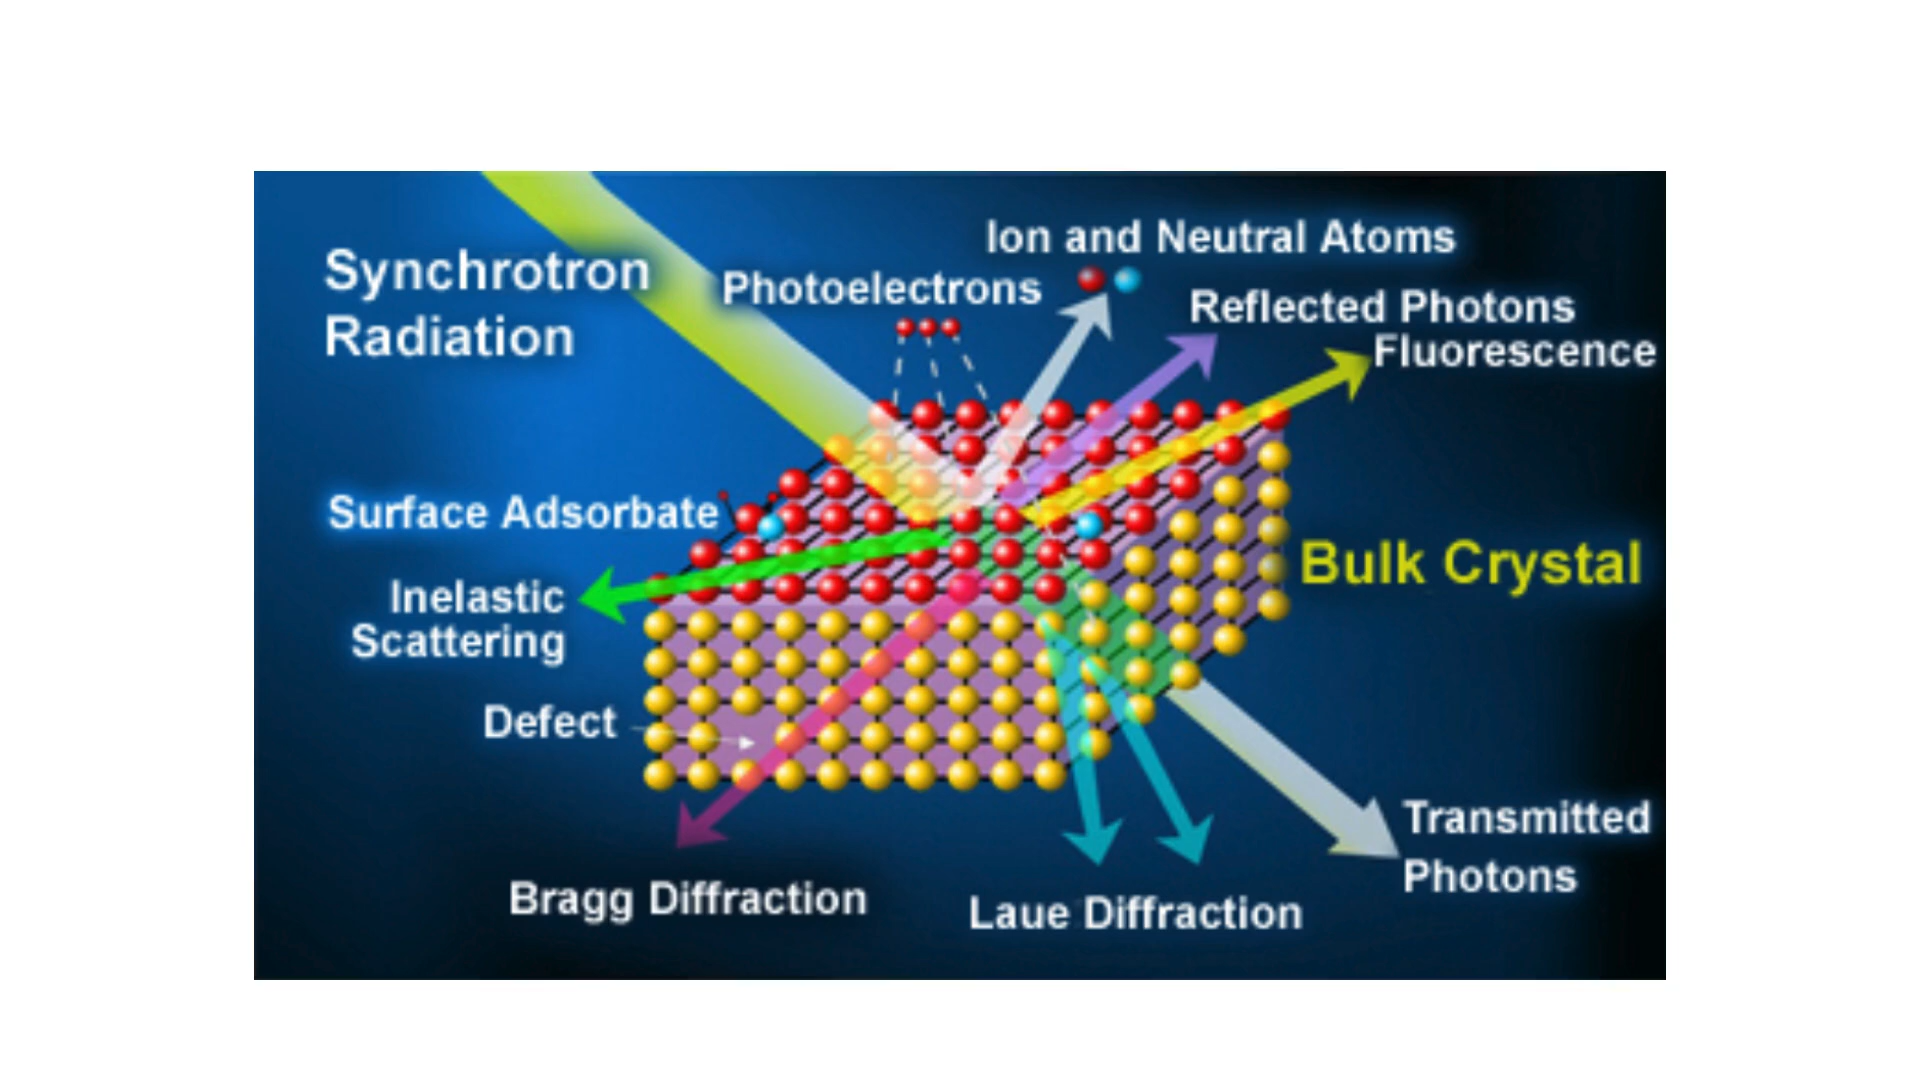 Ion and Neutral Atoms
Synchrotron
Radiation
Photoelectrons
Reflected Photons
Fluorescence
Surface Adsorbate
Bulk Crystal
Inelastic
Scattering
Defect
Transmitted
Photons
Bragg Diffraction
Laue Diffraction